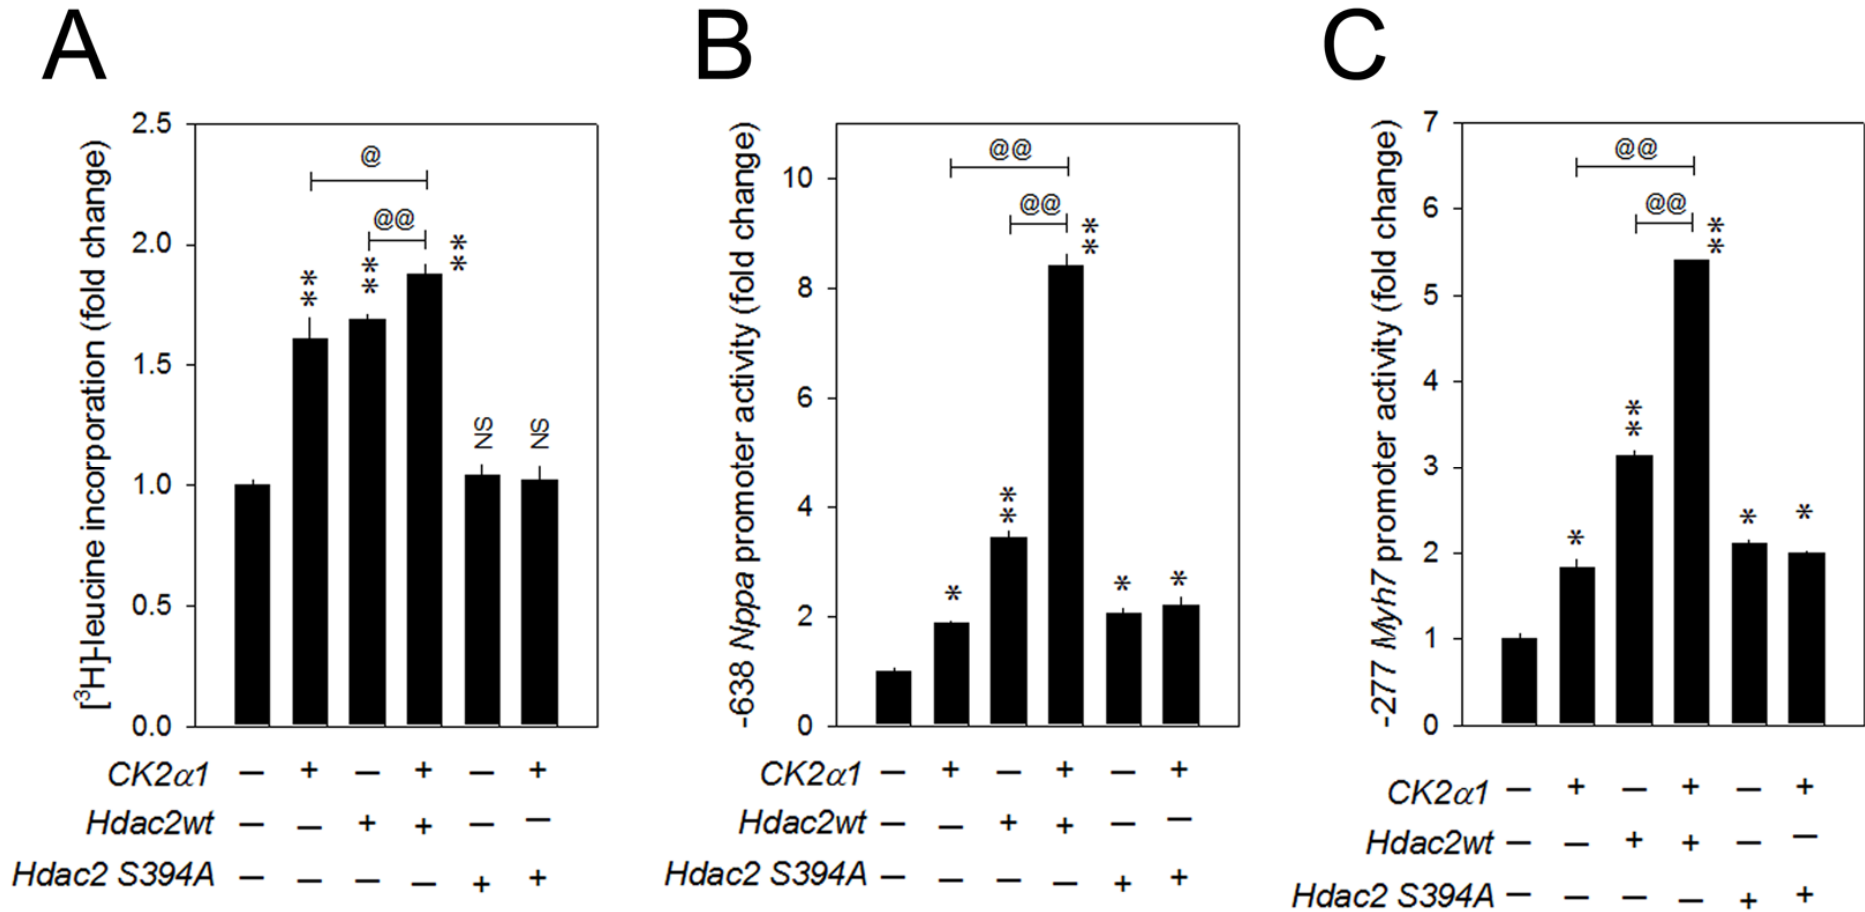 A
B
C
[³H]-leucine incorporation (fold change)
2.5
2.0
1.5
1.0
0.5
0.0
@
@@
**
**
**
NS
NS
CK2α1 — + — + — +
Hdac2wt — — + + — —
Hdac2 S394A — — — — + +
-638 Nppa promoter activity (fold change)
10
8
6
4
2
0
@@
@@
*
**
**
*
*
CK2α1 — + — + — +
Hdac2wt — — + + — —
Hdac2 S394A — — — — + +
-277 Myh7 promoter activity (fold change)
7
6
5
4
3
2
1
0
@@
@@
*
**
**
*
*
CK2α1 — + — + — +
Hdac2wt — — + + — —
Hdac2 S394A — — — — + +